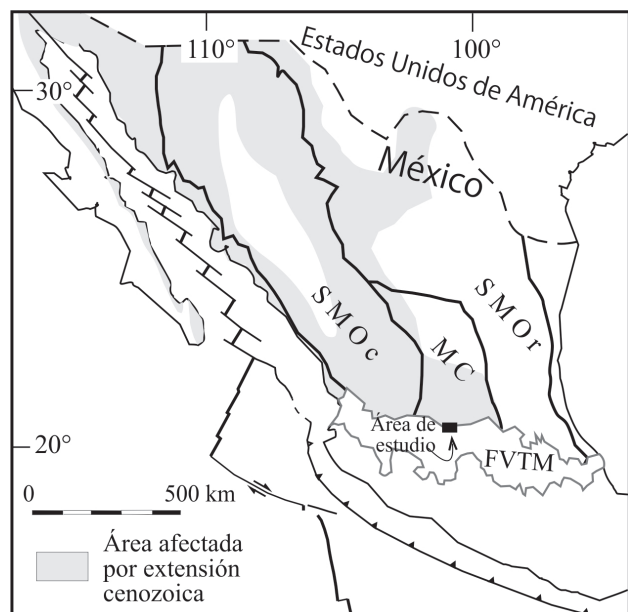 110°
100°
Estados Unidos de América
30°
México
SMOc
MC
SMOr
Área de
estudio
FVTM
20°
0
500 km
Área afectada
por extensión
cenozoica